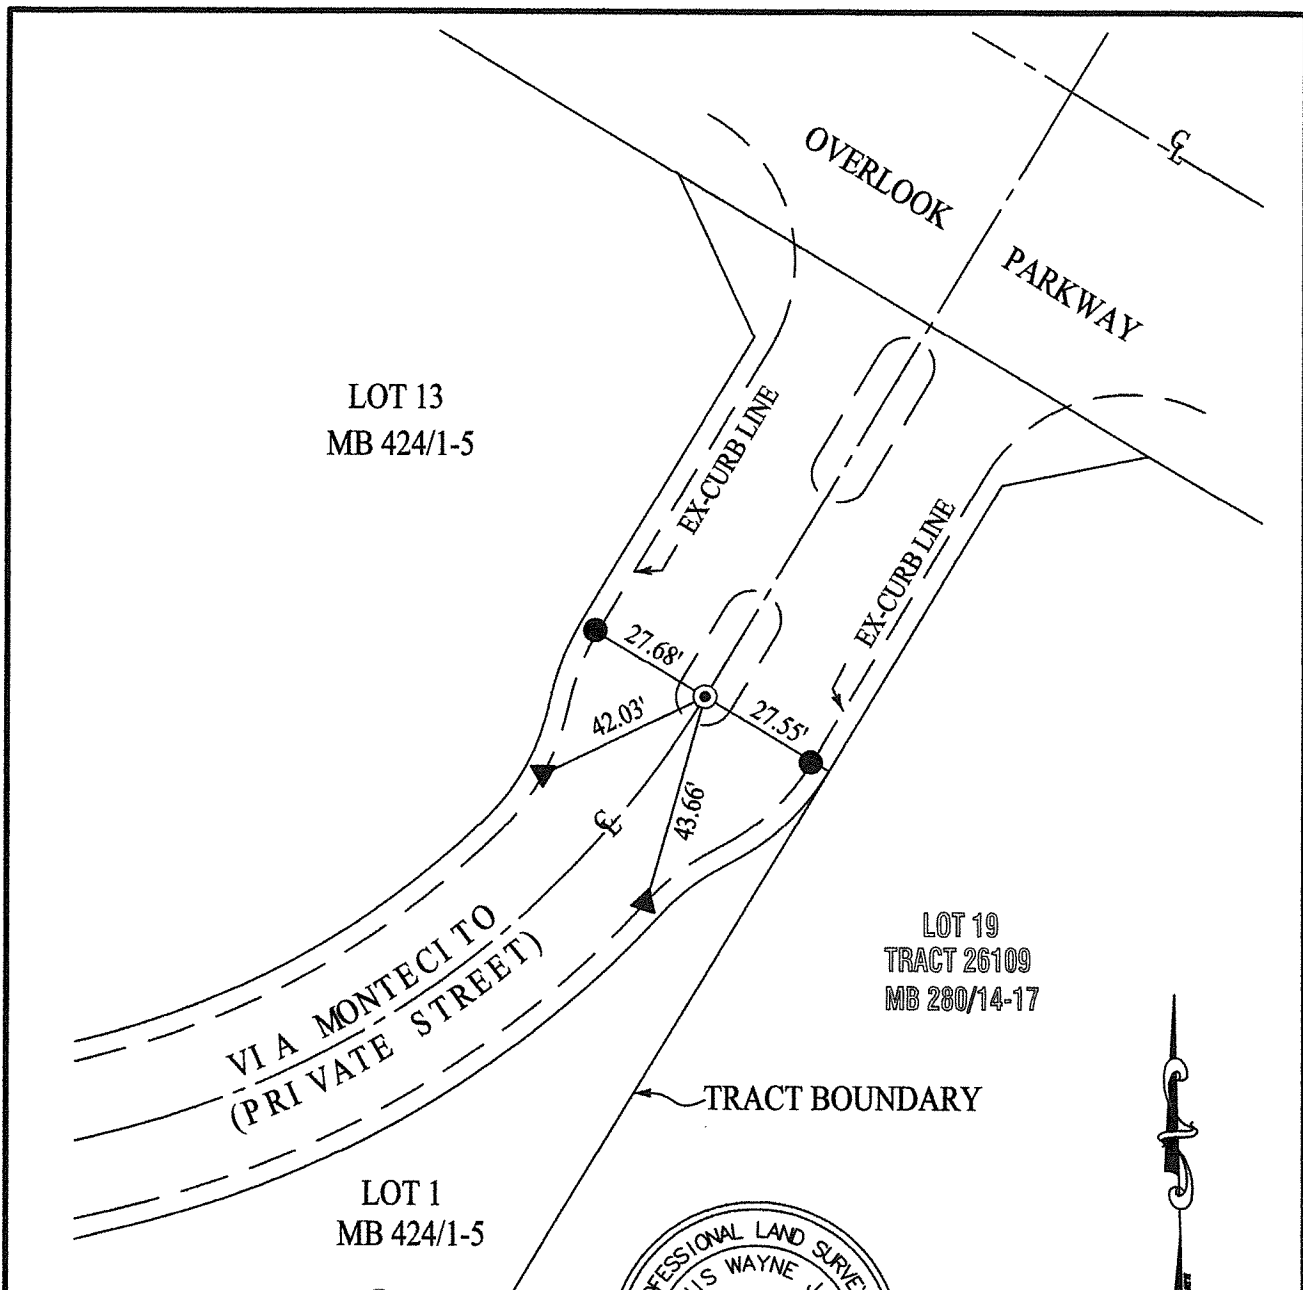 OVERLOOK
PARKWAY
LOT 13
MB 424/1-5
EX-CURB LINE
EX-CURB LINE
27.68'
42.03'
27.55'
43.66'
VIA MONTECITO
(PRIVATE STREET)
LOT 19
TRACT 26109
MB 280/14-17
TRACT BOUNDARY
LOT 1
MB 424/1-5
LAND
WAYNE